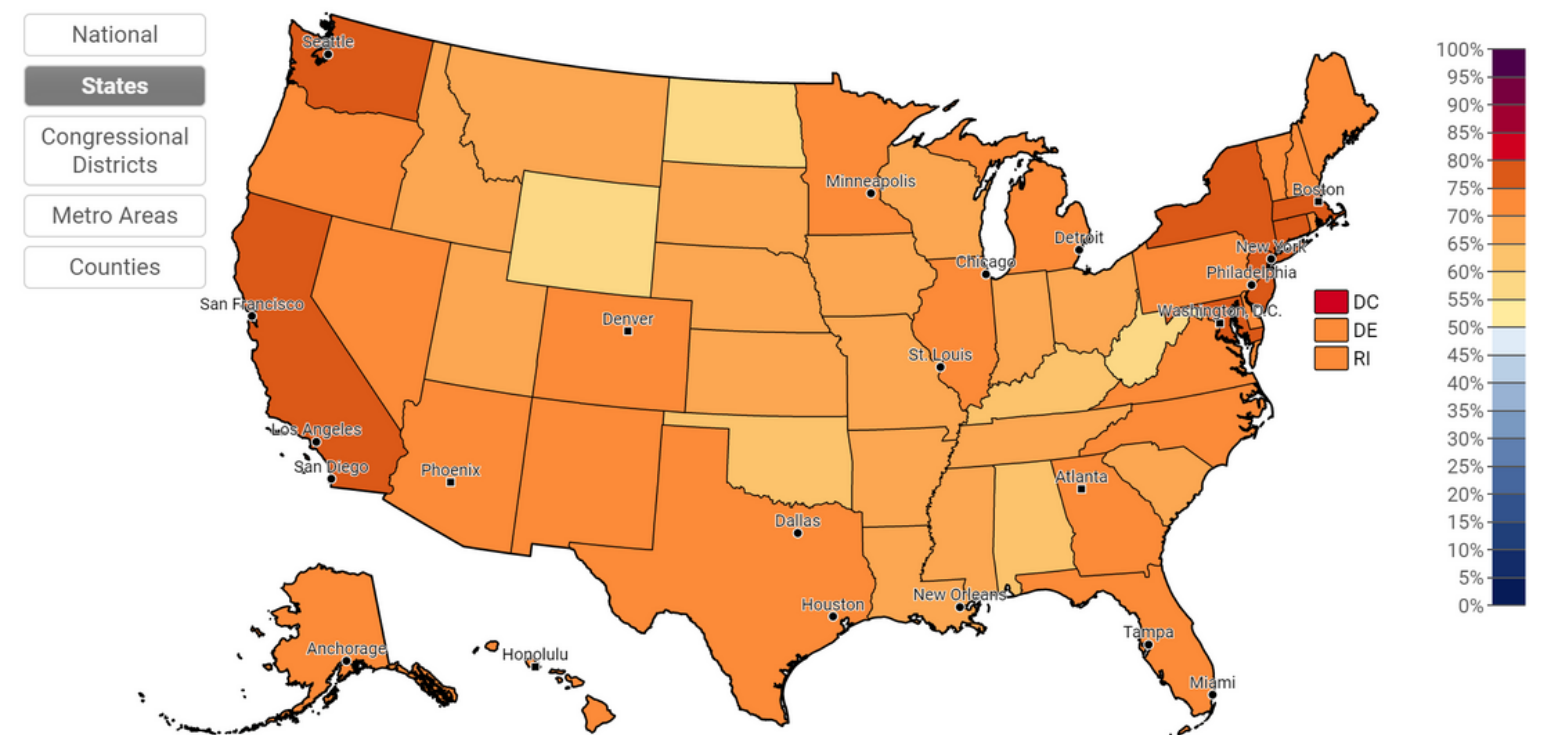 National
States
Congressional
Districts
Metro Areas
Counties
Seattle
Minneapolis
Boston
Detroit
New York
Chicago
Philadelphia
San Francisco
Washington, D.C.
Denver
St. Louis
Los Angeles
San Diego
Phoenix
Atlanta
Dallas
New Orleans
Houston
Tampa
Anchorage
Honolulu
Miami
DC
DE
RI
100%
95%
90%
85%
80%
75%
70%
65%
60%
55%
50%
45%
40%
35%
30%
25%
20%
15%
10%
5%
0%